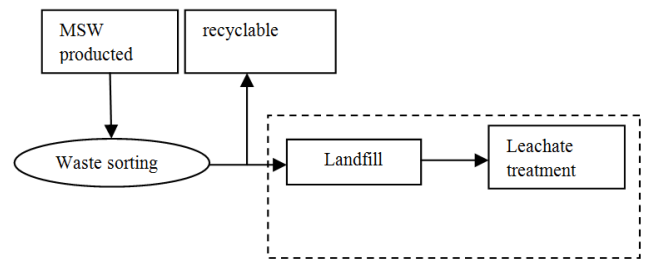 MSW
producted
recyclable
Waste sorting
Landfill
Leachate
treatment